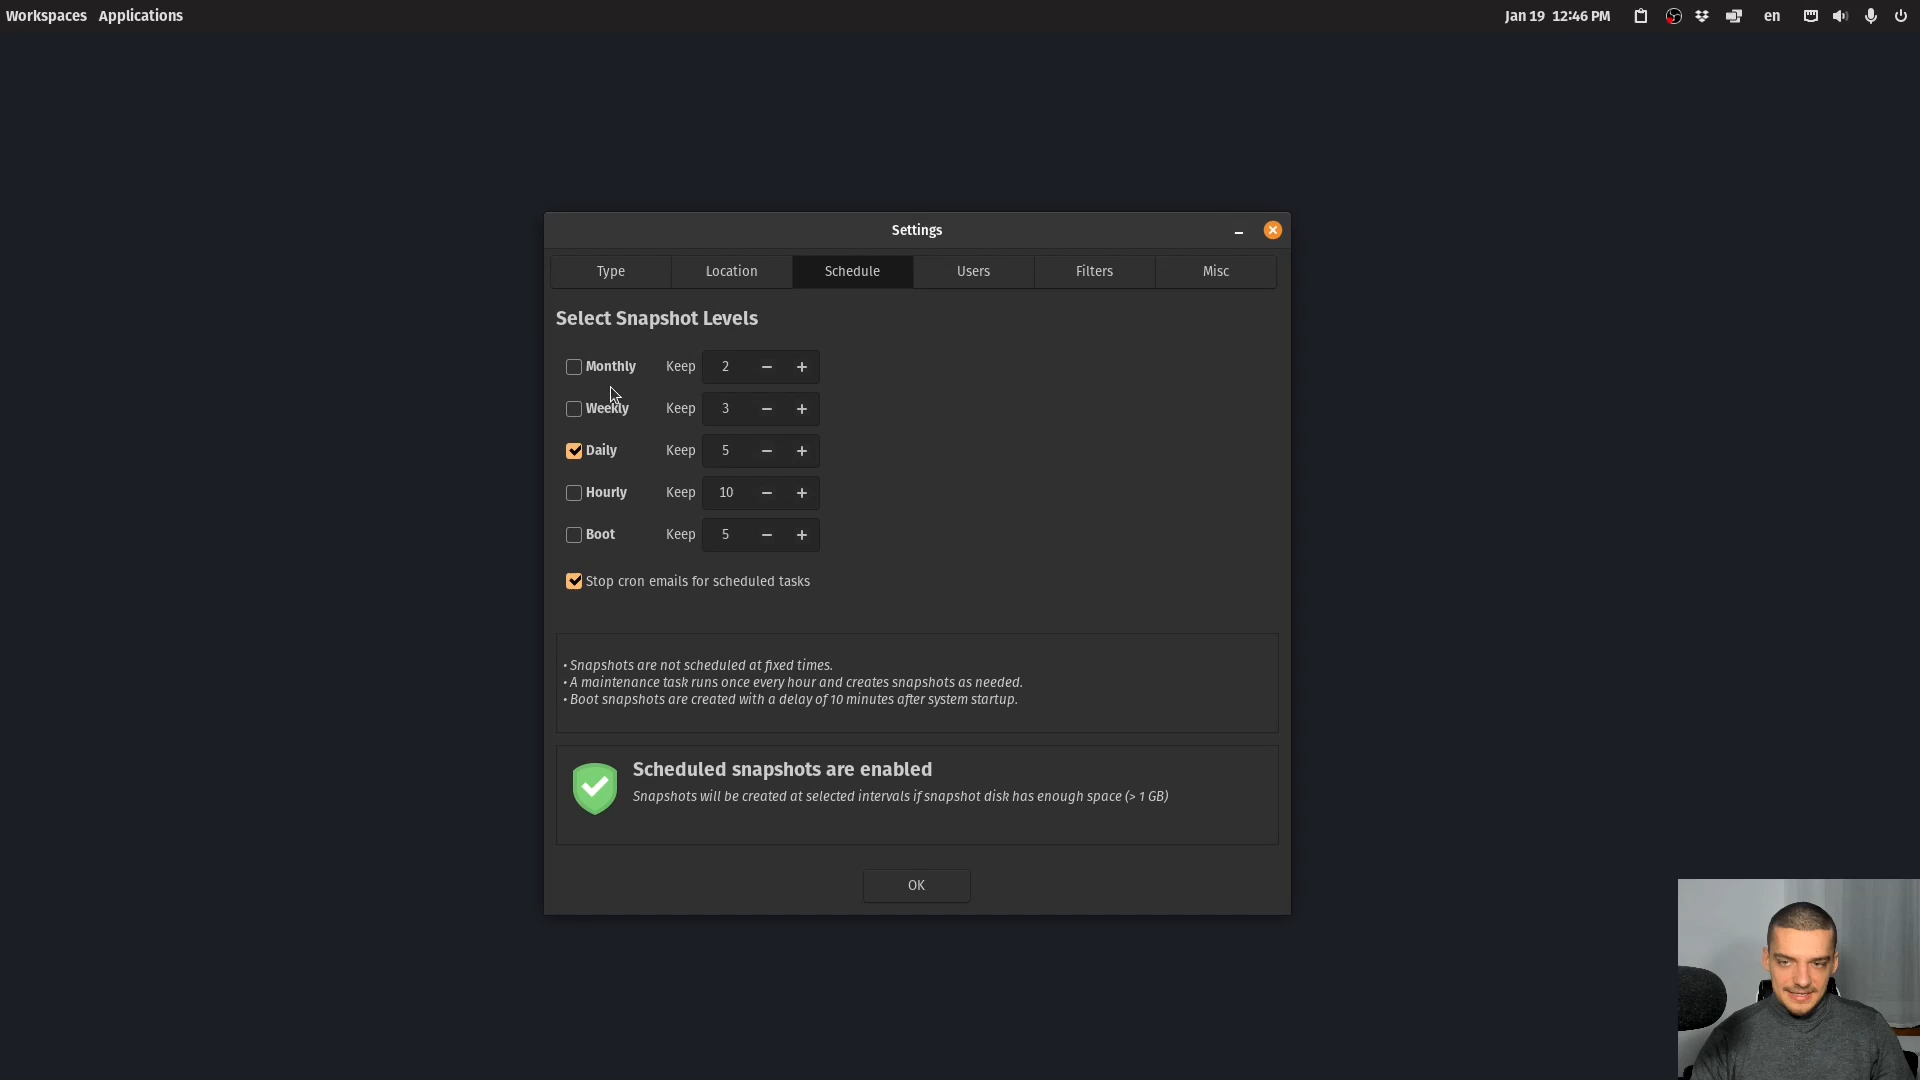 Workspaces Applications Jan 19 12:46 PM en
Settings
Type Location Schedule Users Filters Misc
Select Snapshot Levels
Monthly Keep 2 − +
Weekly Keep 3 − +
Daily Keep 5 − +
Hourly Keep 10 − +
Boot Keep 5 − +
Stop cron emails for scheduled tasks
• Snapshots are not scheduled at fixed times.
• A maintenance task runs once every hour and creates snapshots as needed.
• Boot snapshots are created with a delay of 10 minutes after system startup.
Scheduled snapshots are enabled
Snapshots will be created at selected intervals if snapshot disk has enough space (> 1 GB)
OK